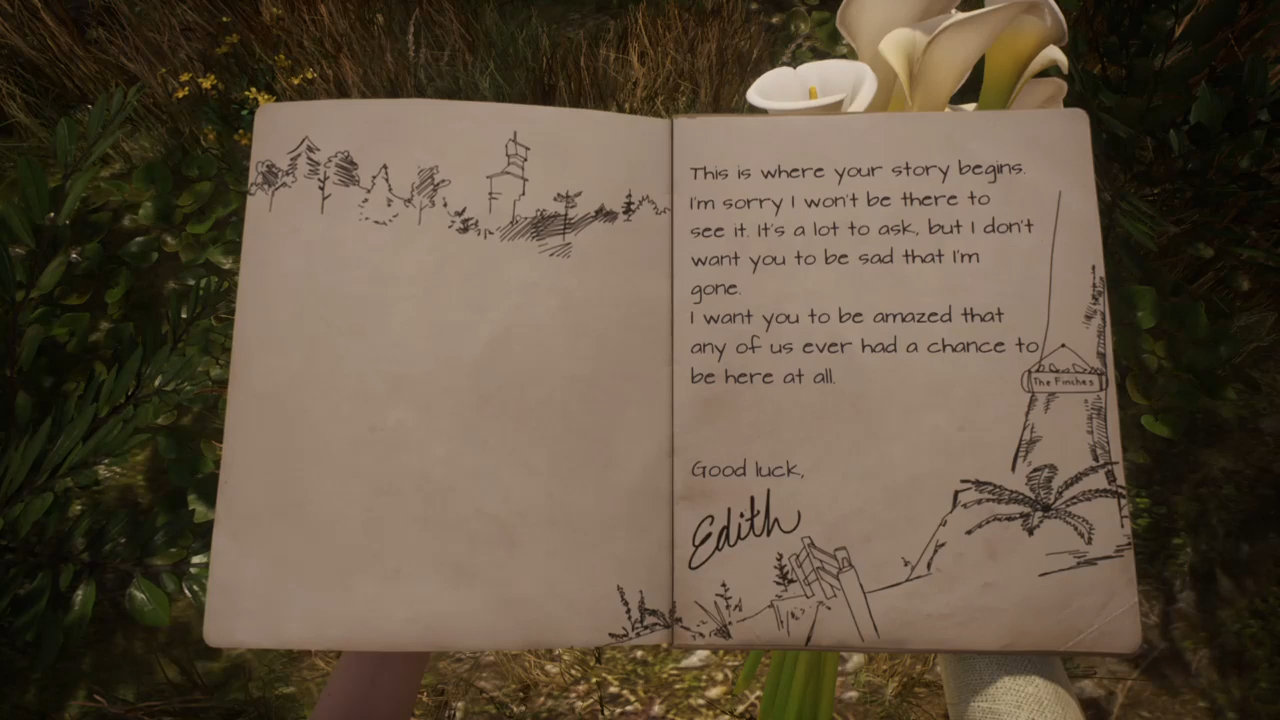 This is where your story begins.
I'm sorry I won't be there to
see it. It's a lot to ask, but I don't
want you to be sad that I'm
gone.
I want you to be amazed that
any of us ever had a chance to
be here at all.
The Finches
Good luck,
Edith